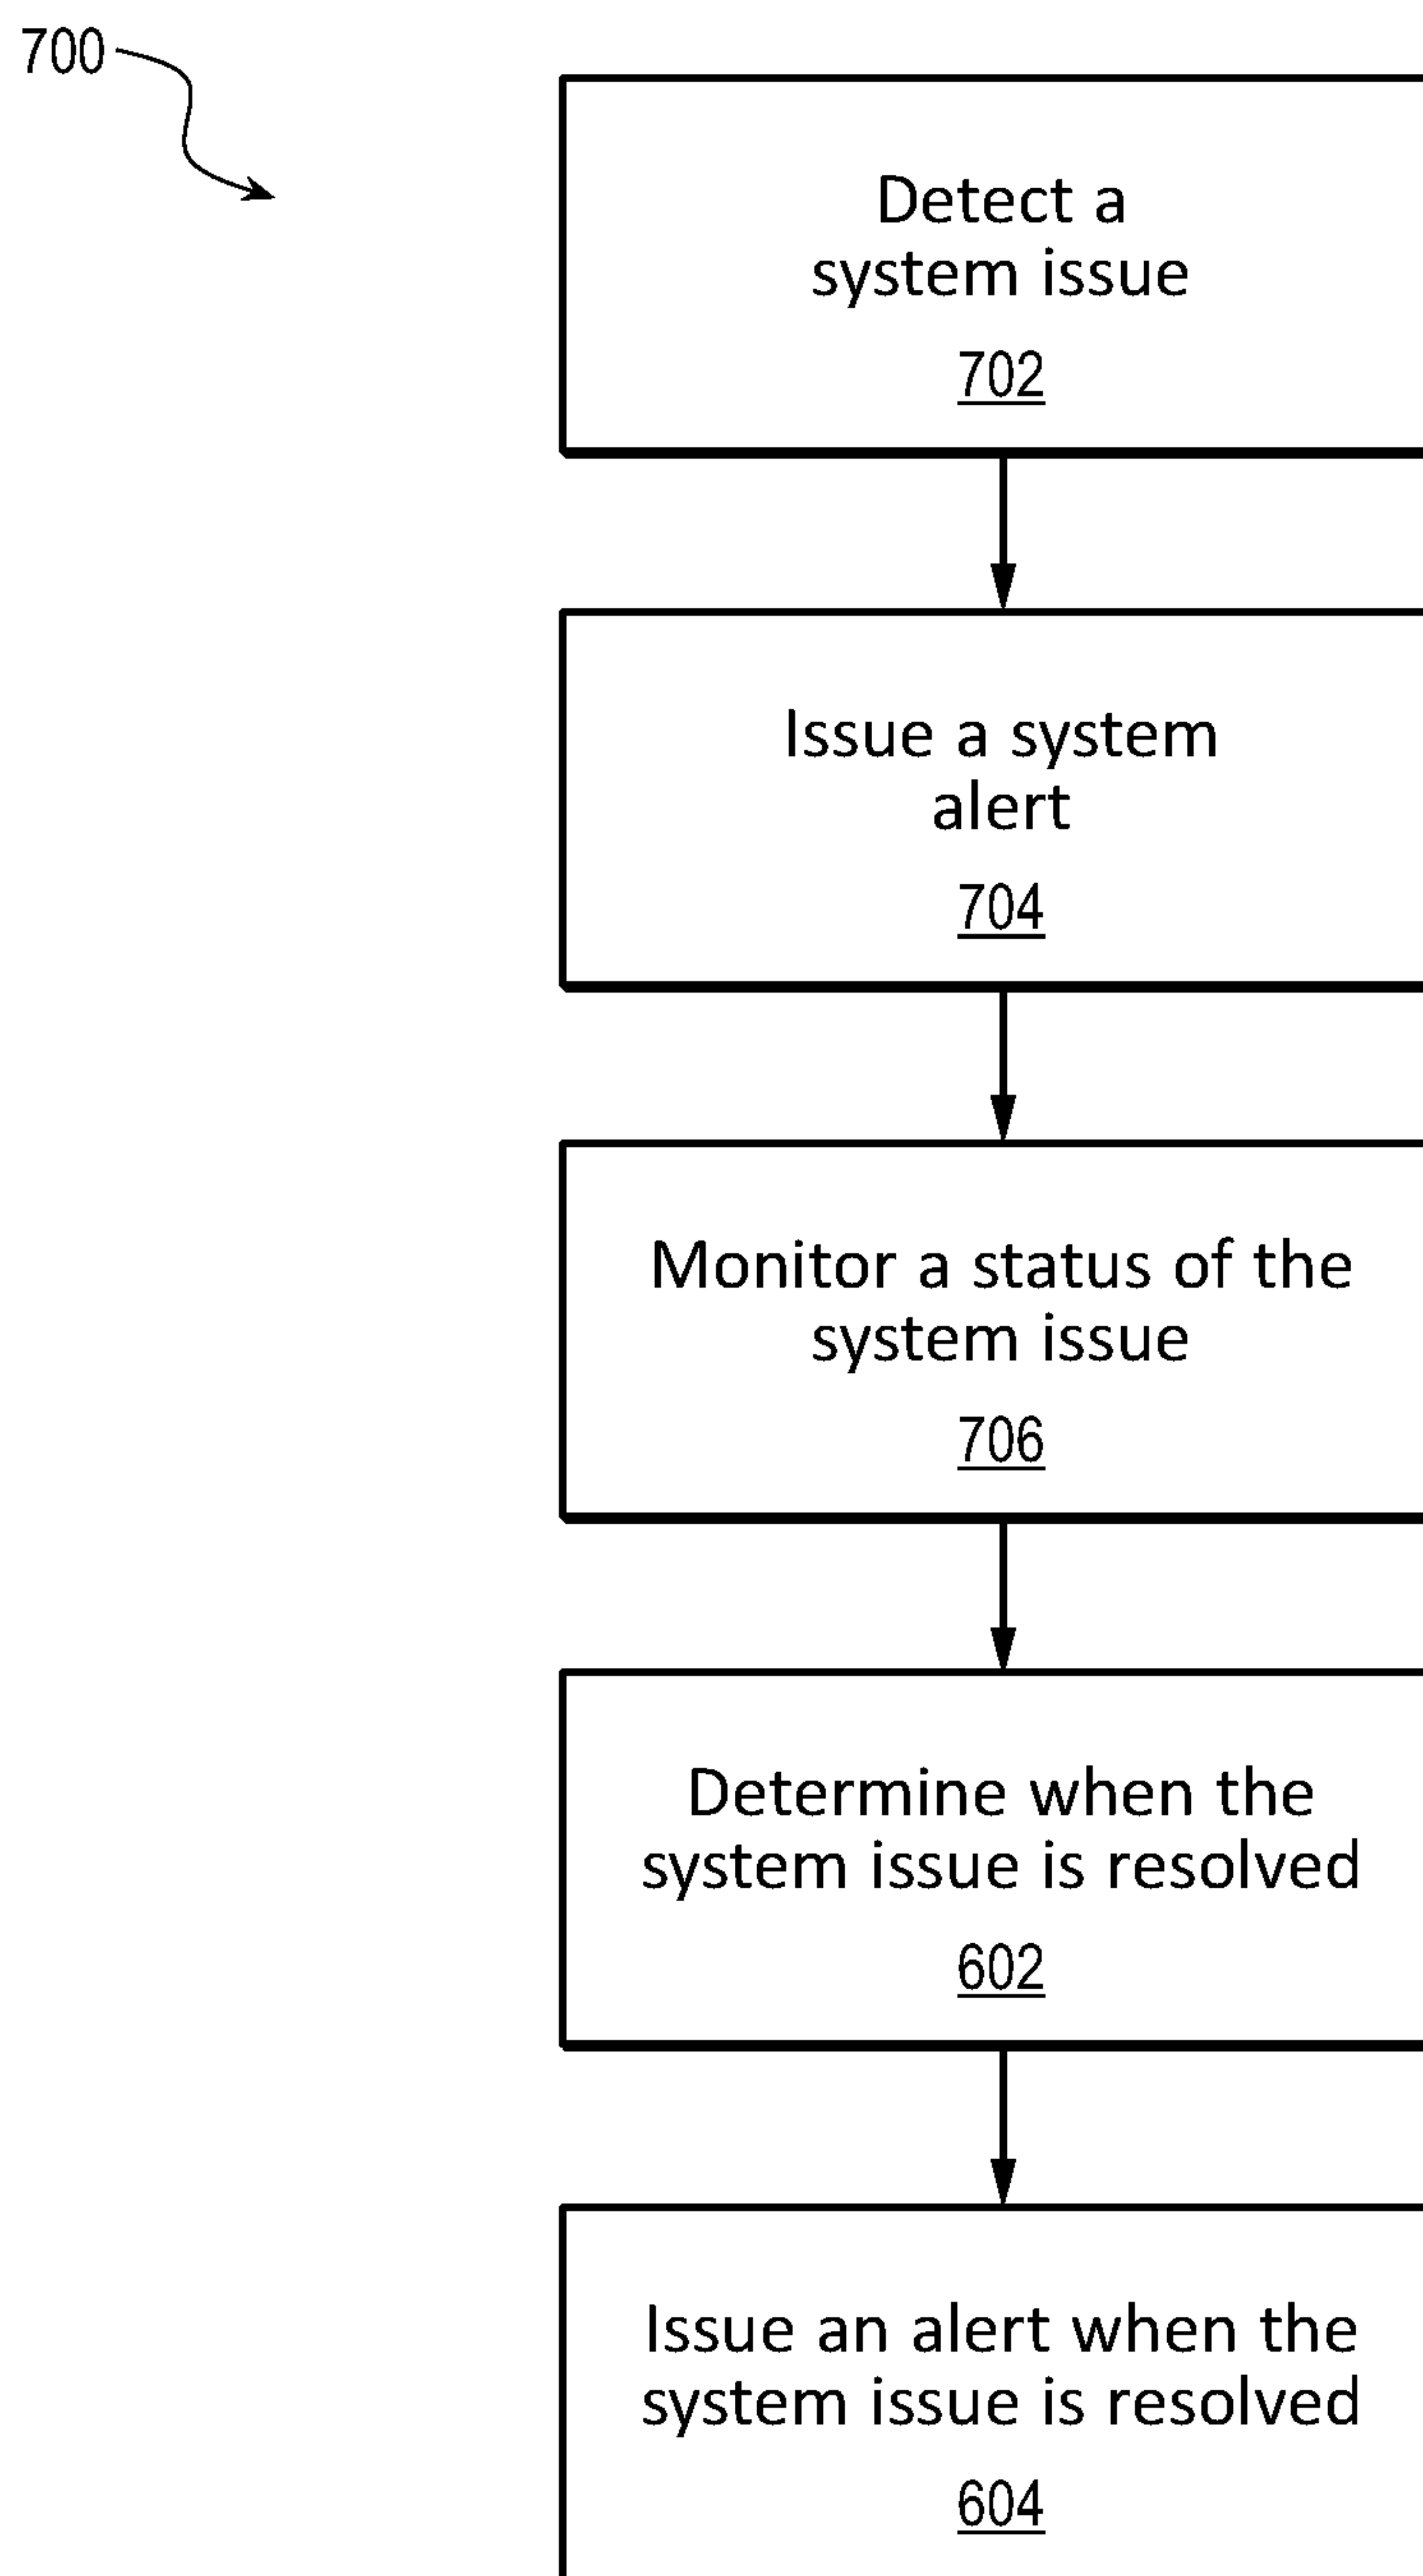 700
Detect a
system issue
702
Issue a system
alert
704
Monitor a status of the
system issue
706
Determine when the
system issue is resolved
602
Issue an alert when the
system issue is resolved
604